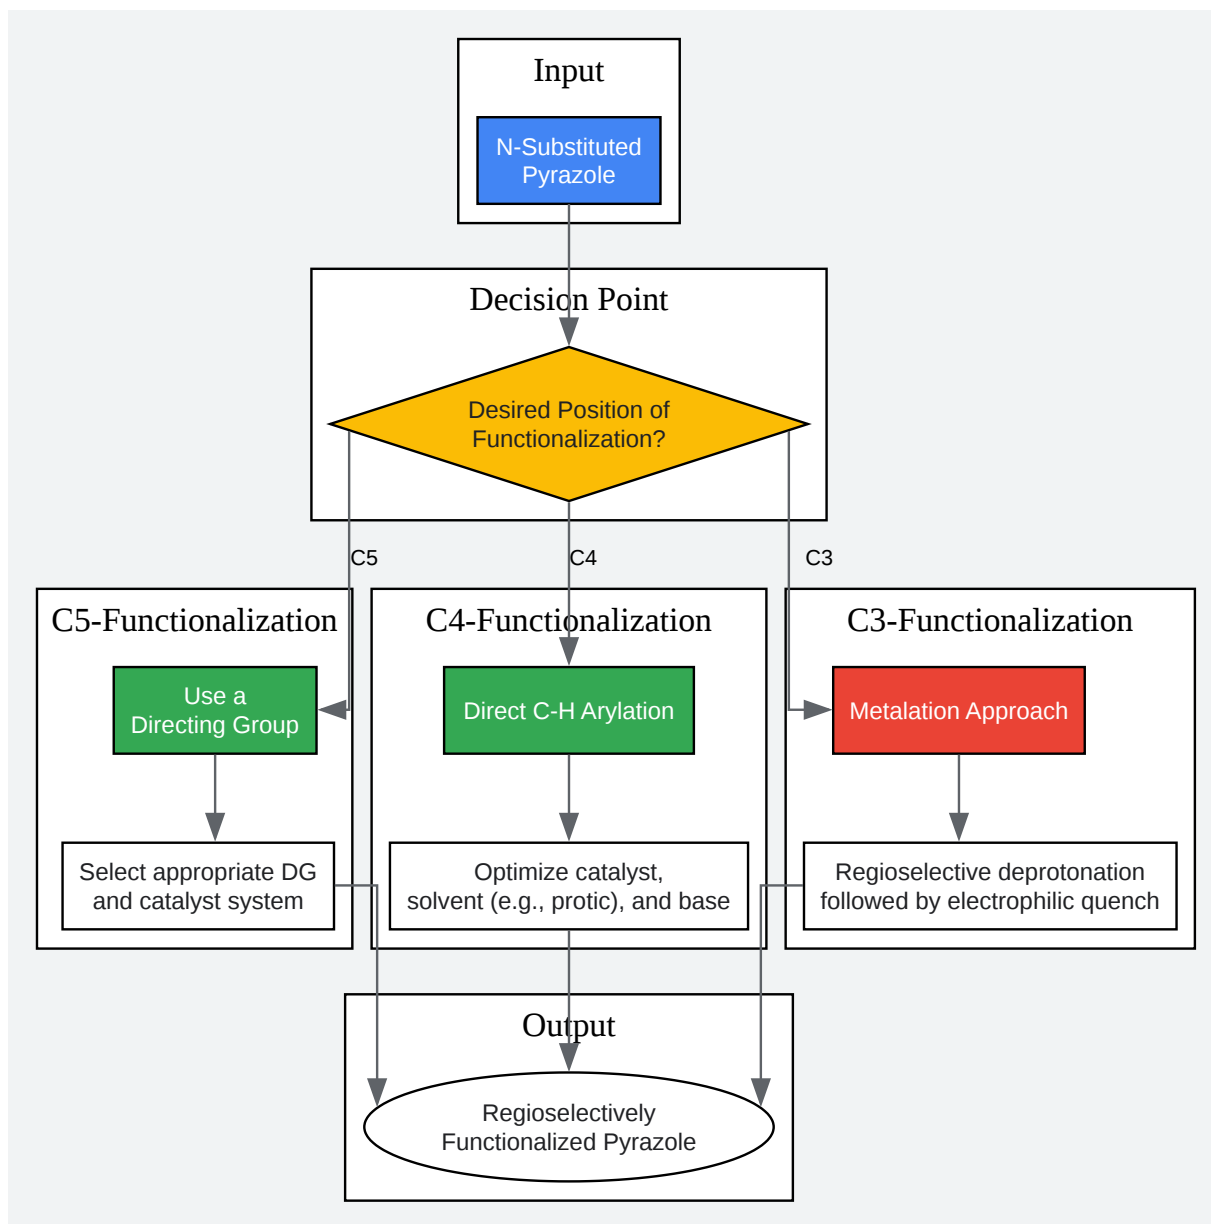 Input
N-Substituted
Pyrazole
Decision Point
Desired Position of
Functionalization?
C5
C4
C3
C5-Functionalization
Use a
Directing Group
Select appropriate DG
and catalyst system
C4-Functionalization
Direct C-H Arylation
Optimize catalyst,
solvent (e.g., protic), and base
C3-Functionalization
Metalation Approach
Regioselective deprotonation
followed by electrophilic quench
Output
Regioselectively
Functionalized Pyrazole